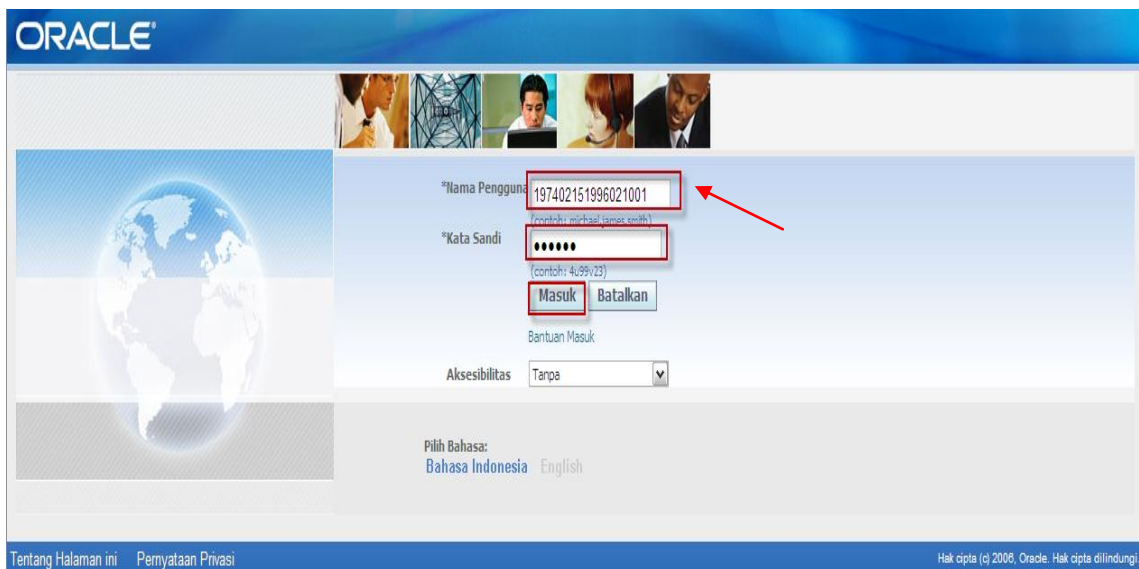 ORACLE®
*Nama Pengguna 197402151996021001
(contoh: michael.james.smith)
*Kata Sandi ••••••
(contoh: 4u99v23)
Masuk Batalkan
Bantuan Masuk
Aksesibilitas Tanpa
Pilih Bahasa:
Bahasa Indonesia English
Tentang Halaman ini Pernyataan Privasi Hak cipta (c) 2006, Oracle. Hak cipta dilindungi